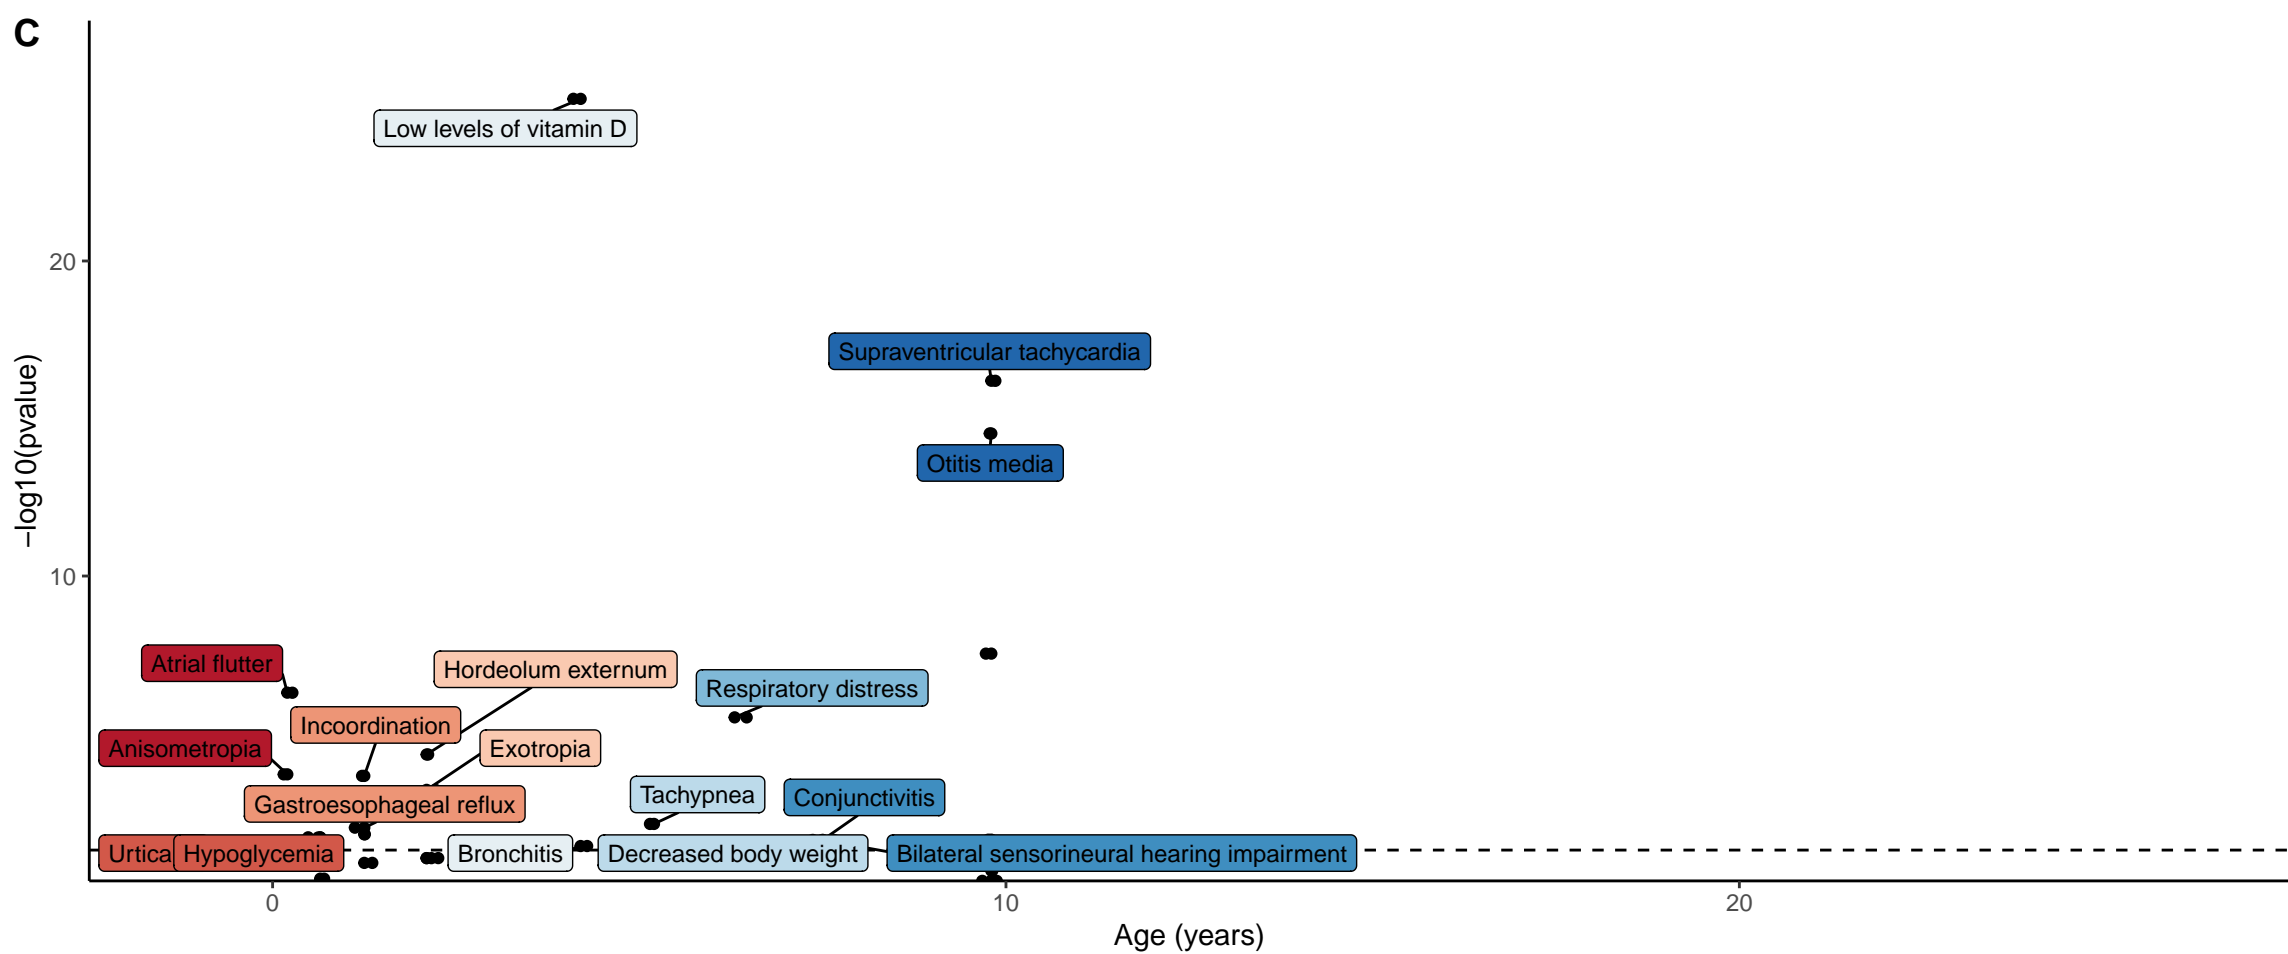 C
Low levels of vitamin D
20
Supraventricular tachycardia
Otitis media
−log10(pvalue)
10
Atrial flutter
Hordeolum externum
Respiratory distress
Incoordination
Anisometropia
Exotropia
Gastroesophageal reflux
Tachypnea
Conjunctivitis
Urtica
Hypoglycemia
Bronchitis
Decreased body weight
Bilateral sensorineural hearing impairment
0
10
20
Age (years)